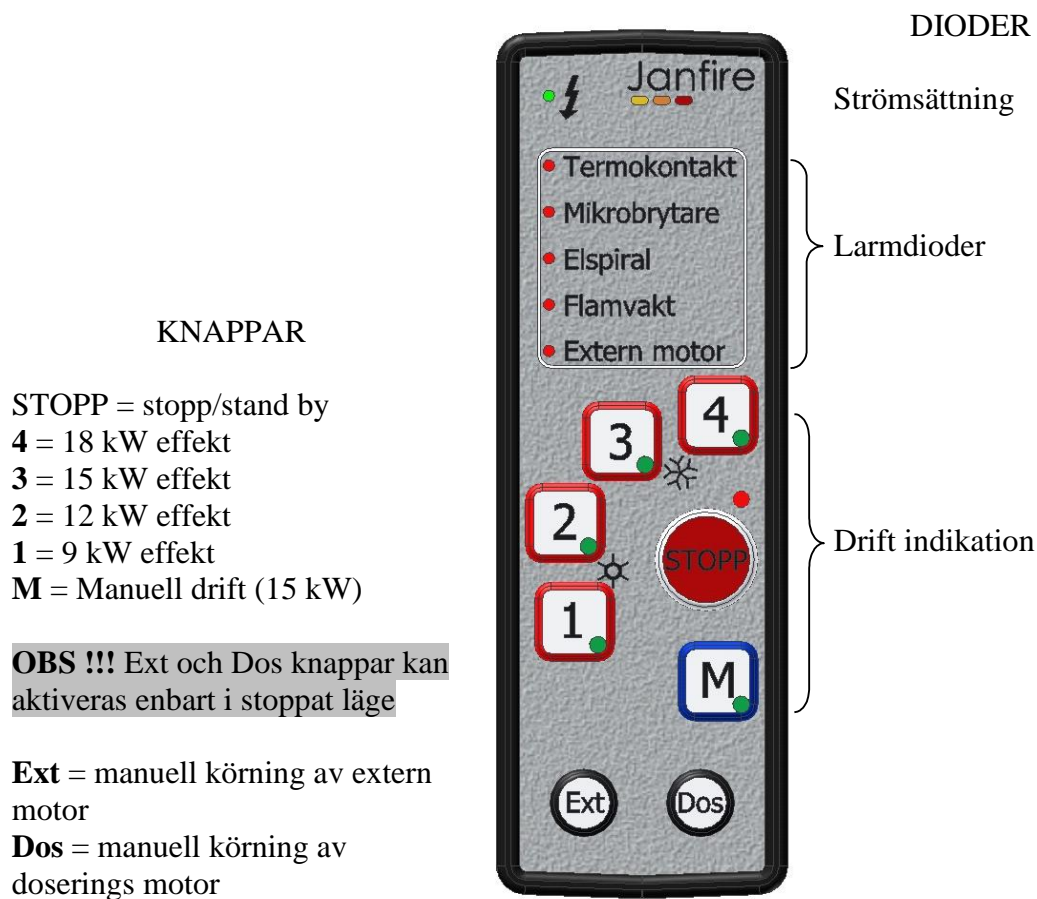 DIODER
Janfire
Strömsättning
Termokontakt
Mikrobrytare
Elspiral
Flamvakt
Extern motor
Larmdioder
KNAPPAR
STOPP = stopp/stand by
4 = 18 kW effekt
3 = 15 kW effekt
2 = 12 kW effekt
1 = 9 kW effekt
M = Manuell drift (15 kW)
OBS !!! Ext och Dos knappar kan
aktiveras enbart i stoppat läge
Ext = manuell körning av extern
motor
Dos = manuell körning av
doserings motor
4
3
2
STOPP
1
M
Ext
Dos
Drift indikation